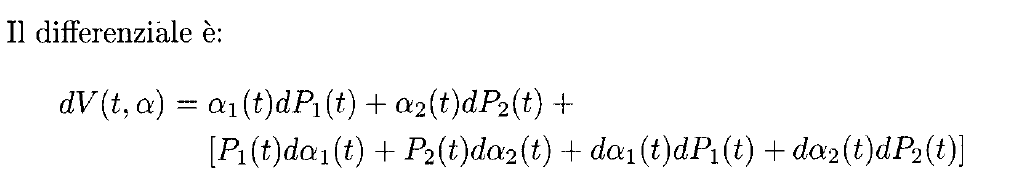 Il differenziale è:
dV(t, α) = α₁(t)dP₁(t) + α₂(t)dP₂(t) +
[P₁(t)dα₁(t) + P₂(t)dα₂(t) + dα₁(t)dP₁(t) + dα₂(t)dP₂(t)]